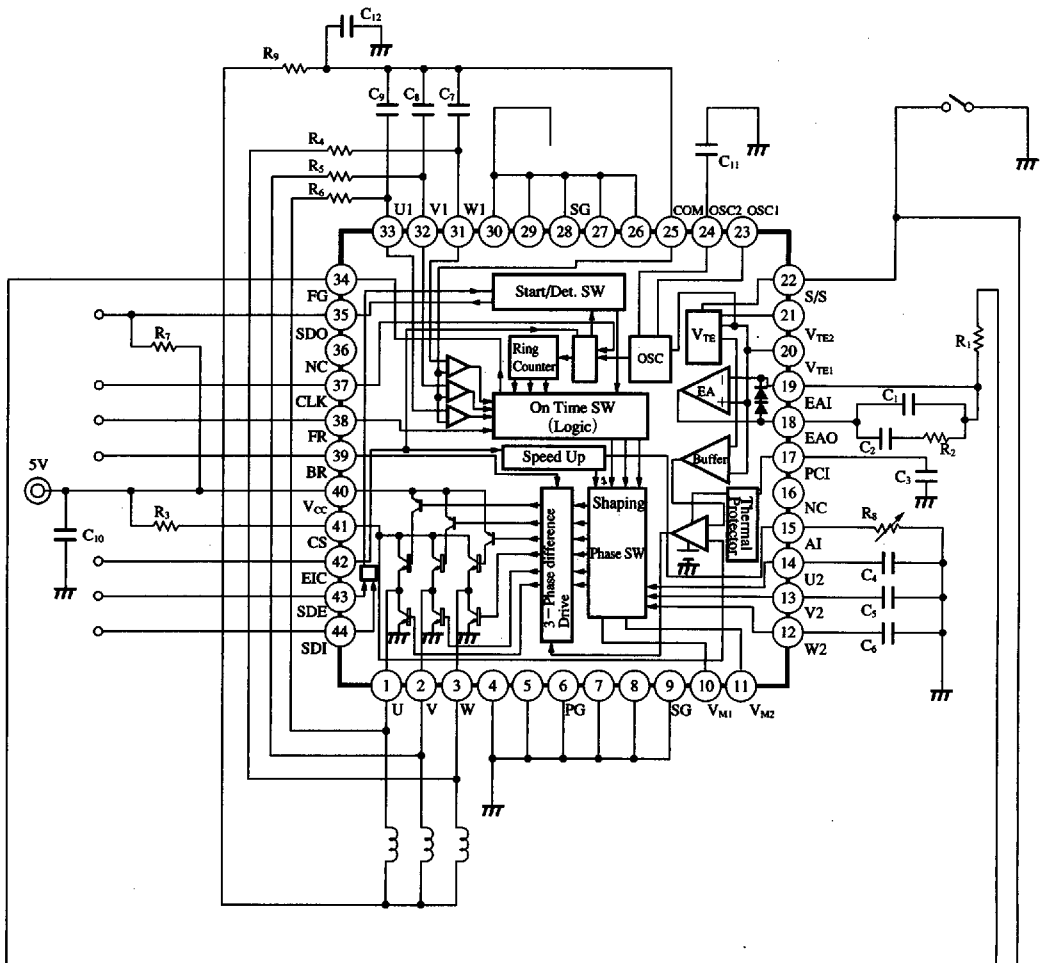 C₁₂
R₉
C₉ C₈ C₇
R₄
R₅
R₆
C₁₁
U1 V1 W1 SG COM OSC2 OSC1
33 32 31 30 29 28 27 26 25 24 23
34
FG
35
SDO
36
NC
37
CLK
38
FR
39
BR
40
V_CC
41
CS
42
EIC
43
SDE
44
SDI
R₇
5V
R₃
C₁₀
Start/Det. SW
Ring
Counter
OSC
V_TE
EA
− +
On Time SW
(Logic)
Speed Up
Buffer
Shaping
Phase SW
3−Phase difference
Drive
Thermal
Protector
22
S/S
21
V_TE2
20
V_TE1
19
EAI
18
EAO
17
PCI
16
NC
15
AI
14
U2
13
V2
12
W2
R₁
C₁
C₂ R₂
C₃
R₈
C₄
C₅
C₆
1 2 3 4 5 6 7 8 9 10 11
U V W PG SG V_M1 V_M2